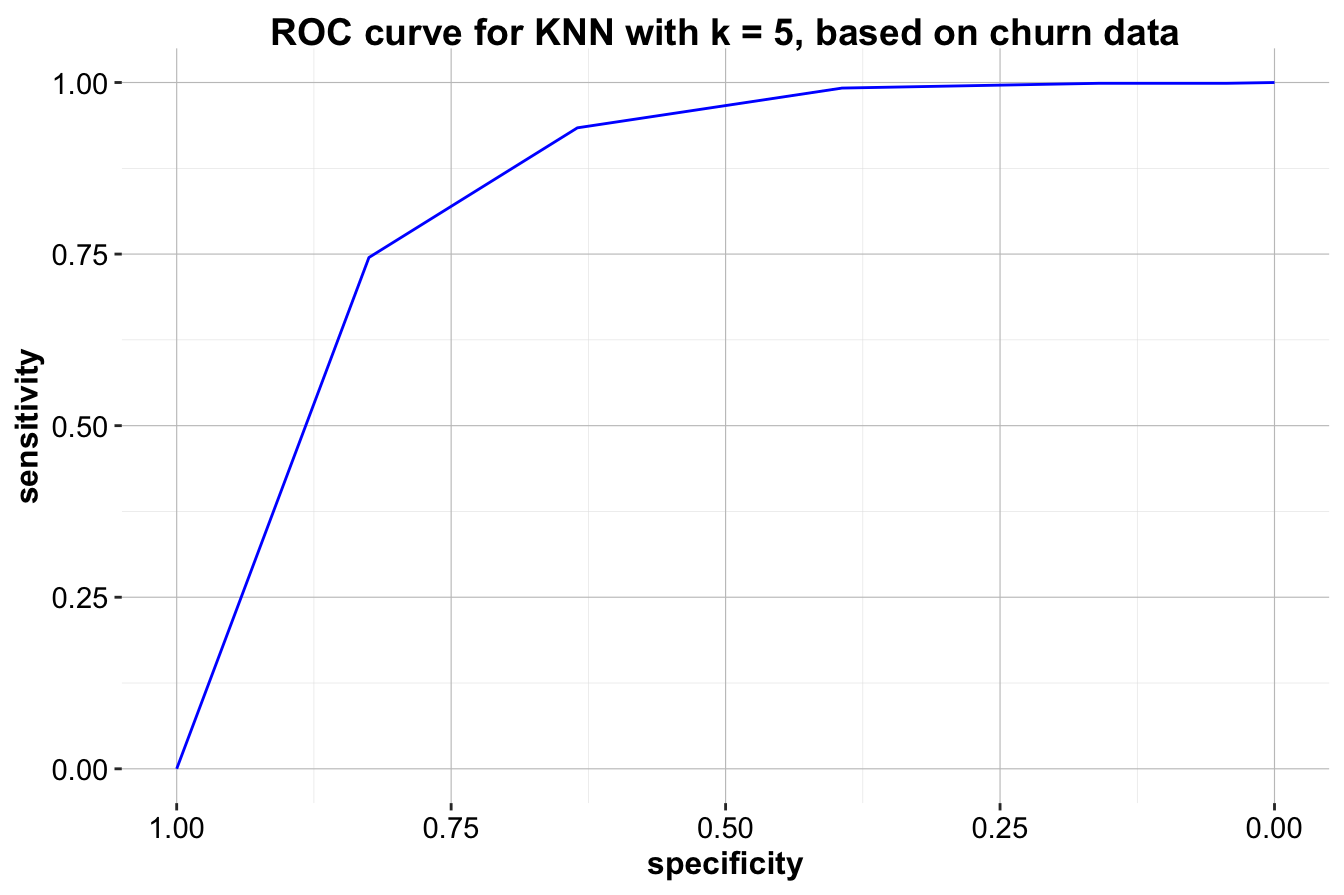 ROC curve for KNN with k = 5, based on churn data
1.00
0.75
0.50
0.25
0.00
sensitivity
1.00 0.75 0.50 0.25 0.00
specificity